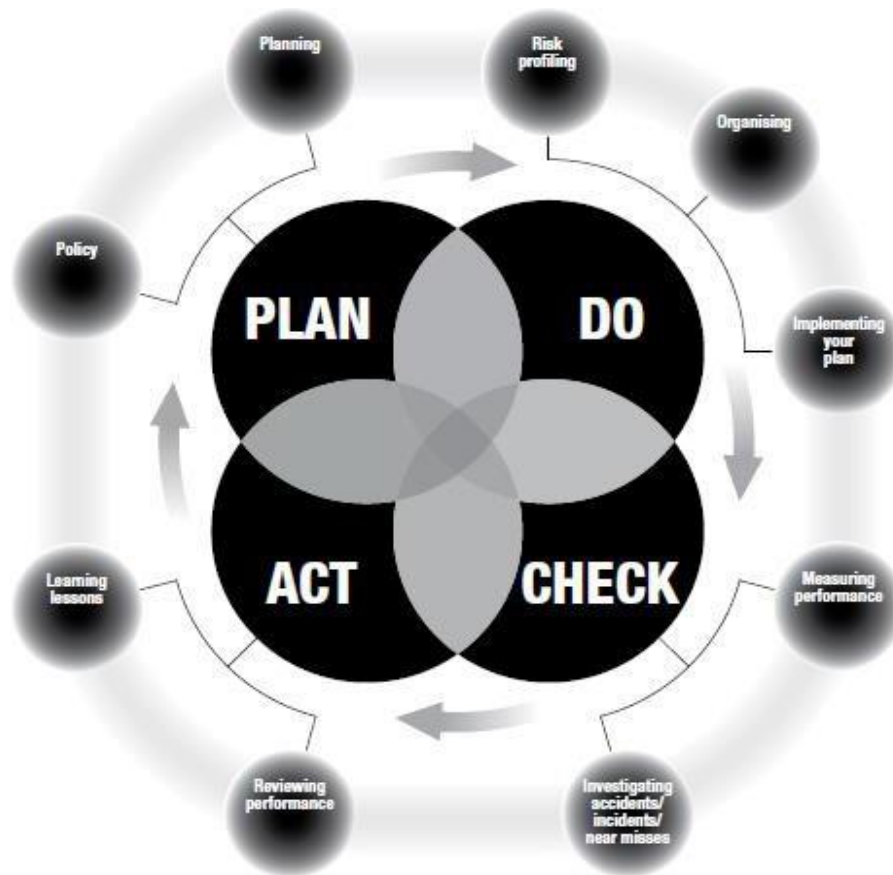 Planning
Risk
profiling
Organising
Policy
PLAN
DO
Implementing
your
plan
ACT
CHECK
Learning
lessons
Measuring
performance
Reviewing
performance
Investigating
accidents/
incidents/
near misses